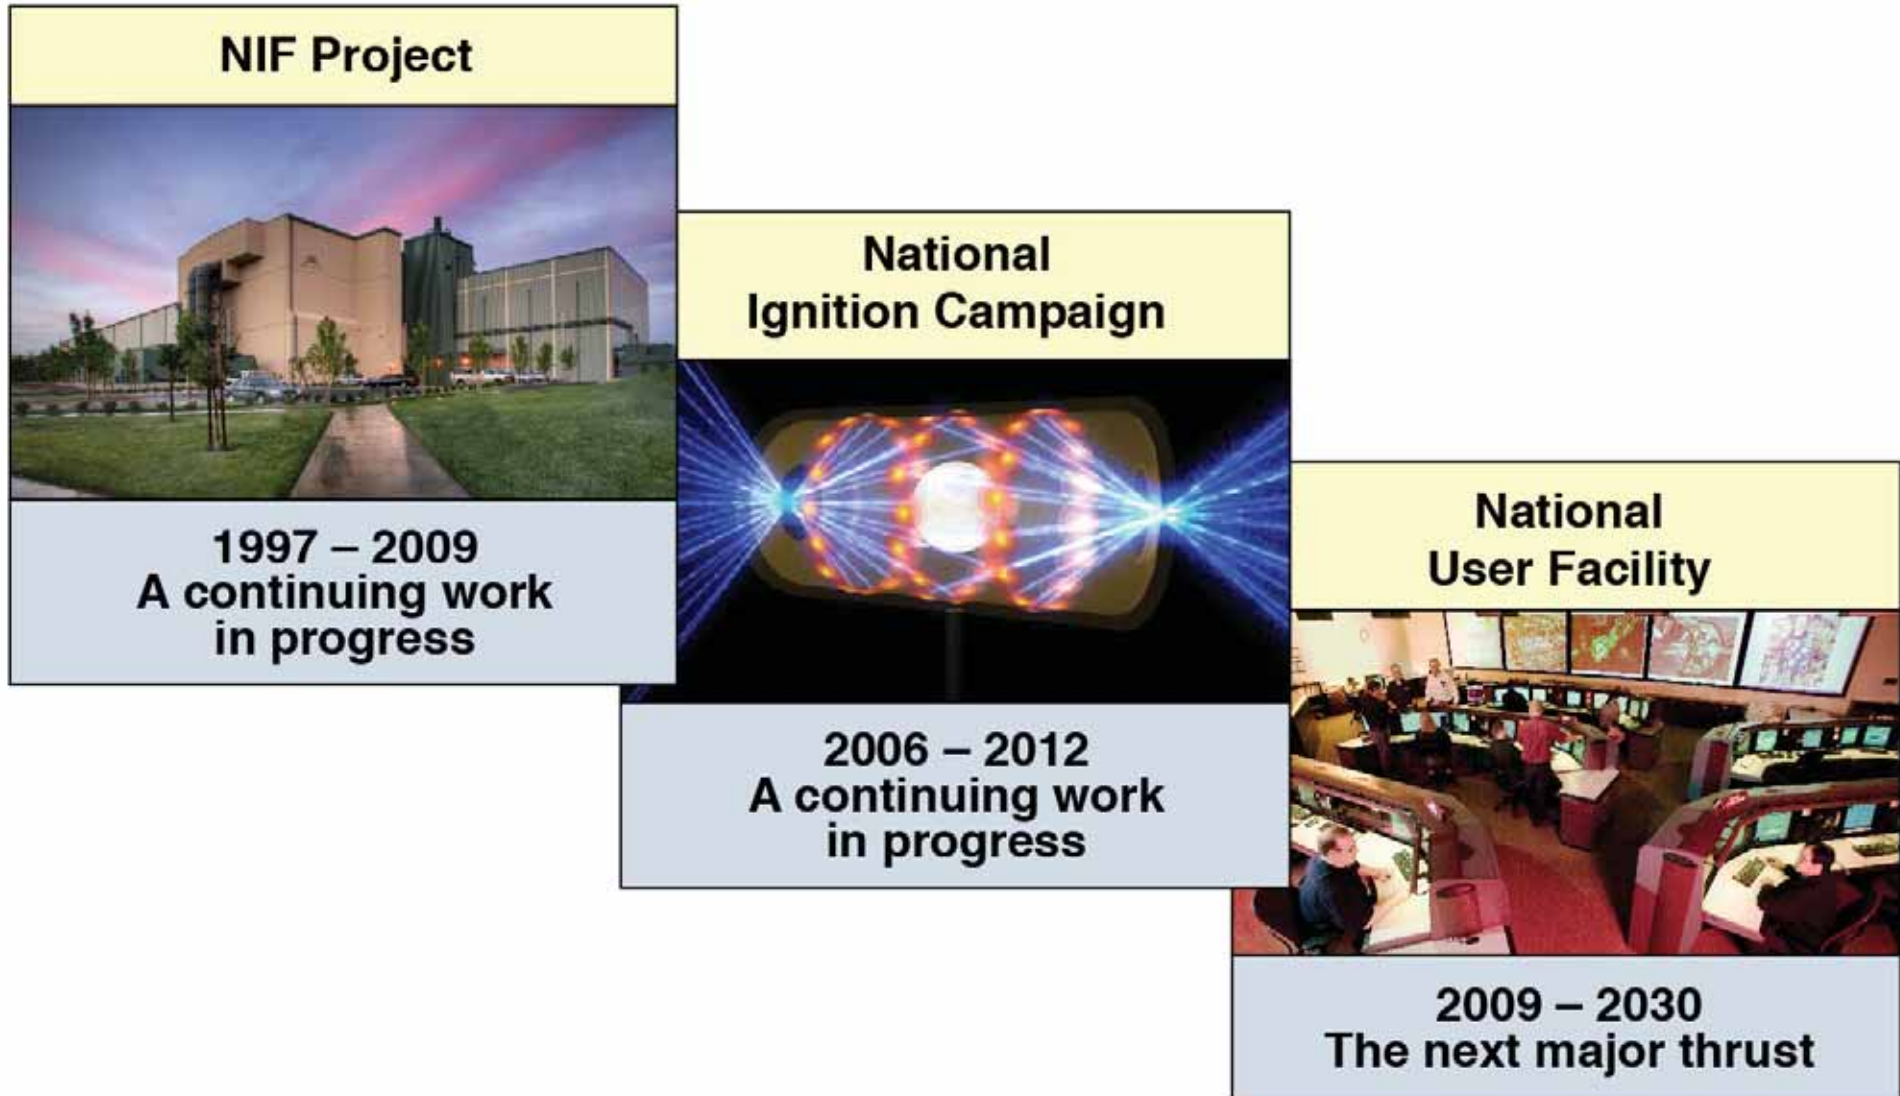 NIF Project
1997 – 2009
A continuing work
in progress
National
Ignition Campaign
2006 – 2012
A continuing work
in progress
National
User Facility
2009 – 2030
The next major thrust